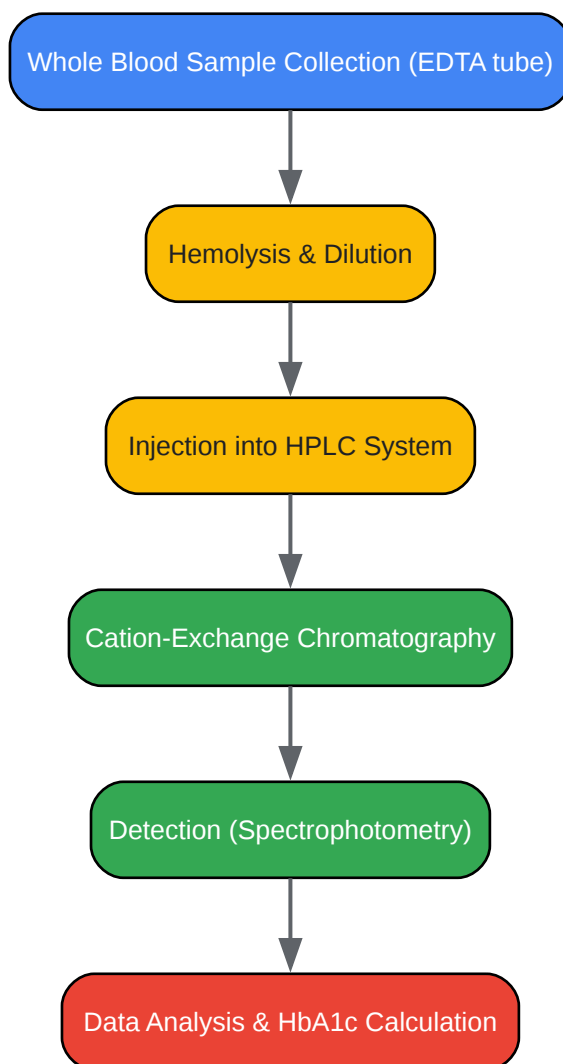 Whole Blood Sample Collection (EDTA tube)
Hemolysis & Dilution
Injection into HPLC System
Cation-Exchange Chromatography
Detection (Spectrophotometry)
Data Analysis & HbA1c Calculation